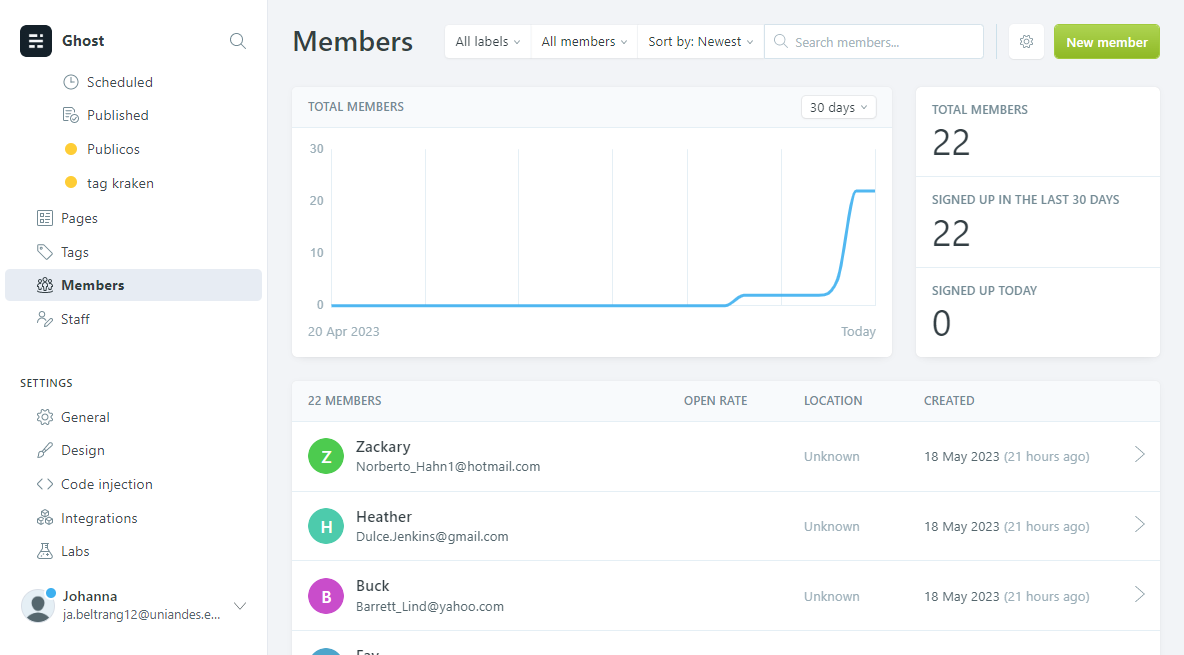 Ghost
Scheduled
Published
Publicos
tag kraken
Pages
Tags
Members
Staff
SETTINGS
General
Design
Code injection
Integrations
Labs
Johanna
ja.beltrang12@uniandes.e...
Members
All labels
All members
Sort by: Newest
Search members...
New member
TOTAL MEMBERS
30 days
30
20
10
0
20 Apr 2023
Today
TOTAL MEMBERS
22
SIGNED UP IN THE LAST 30 DAYS
22
SIGNED UP TODAY
0
22 MEMBERS OPEN RATE LOCATION CREATED
Z
Zackary
Norberto_Hahn1@hotmail.com
Unknown
18 May 2023 (21 hours ago)
H
Heather
Dulce.Jenkins@gmail.com
Unknown
18 May 2023 (21 hours ago)
B
Buck
Barrett_Lind@yahoo.com
Unknown
18 May 2023 (21 hours ago)